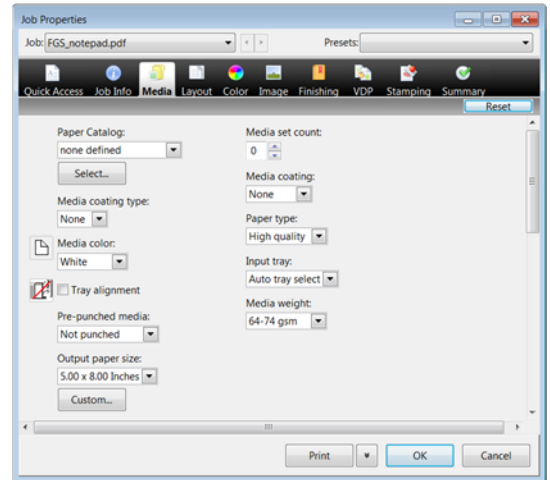 Job Properties
Job: FGS_notepad.pdf Presets:
Quick Access Job Info Media Layout Color Image Finishing VDP Stamping Summary
Reset
Paper Catalog:
none defined
Select...
Media coating type:
None
Media color:
White
Tray alignment
Pre-punched media:
Not punched
Output paper size:
5.00 x 8.00 Inches
Custom...
Media set count:
0
Media coating:
None
Paper type:
High quality
Input tray:
Auto tray select
Media weight:
64-74 gsm
Print OK Cancel